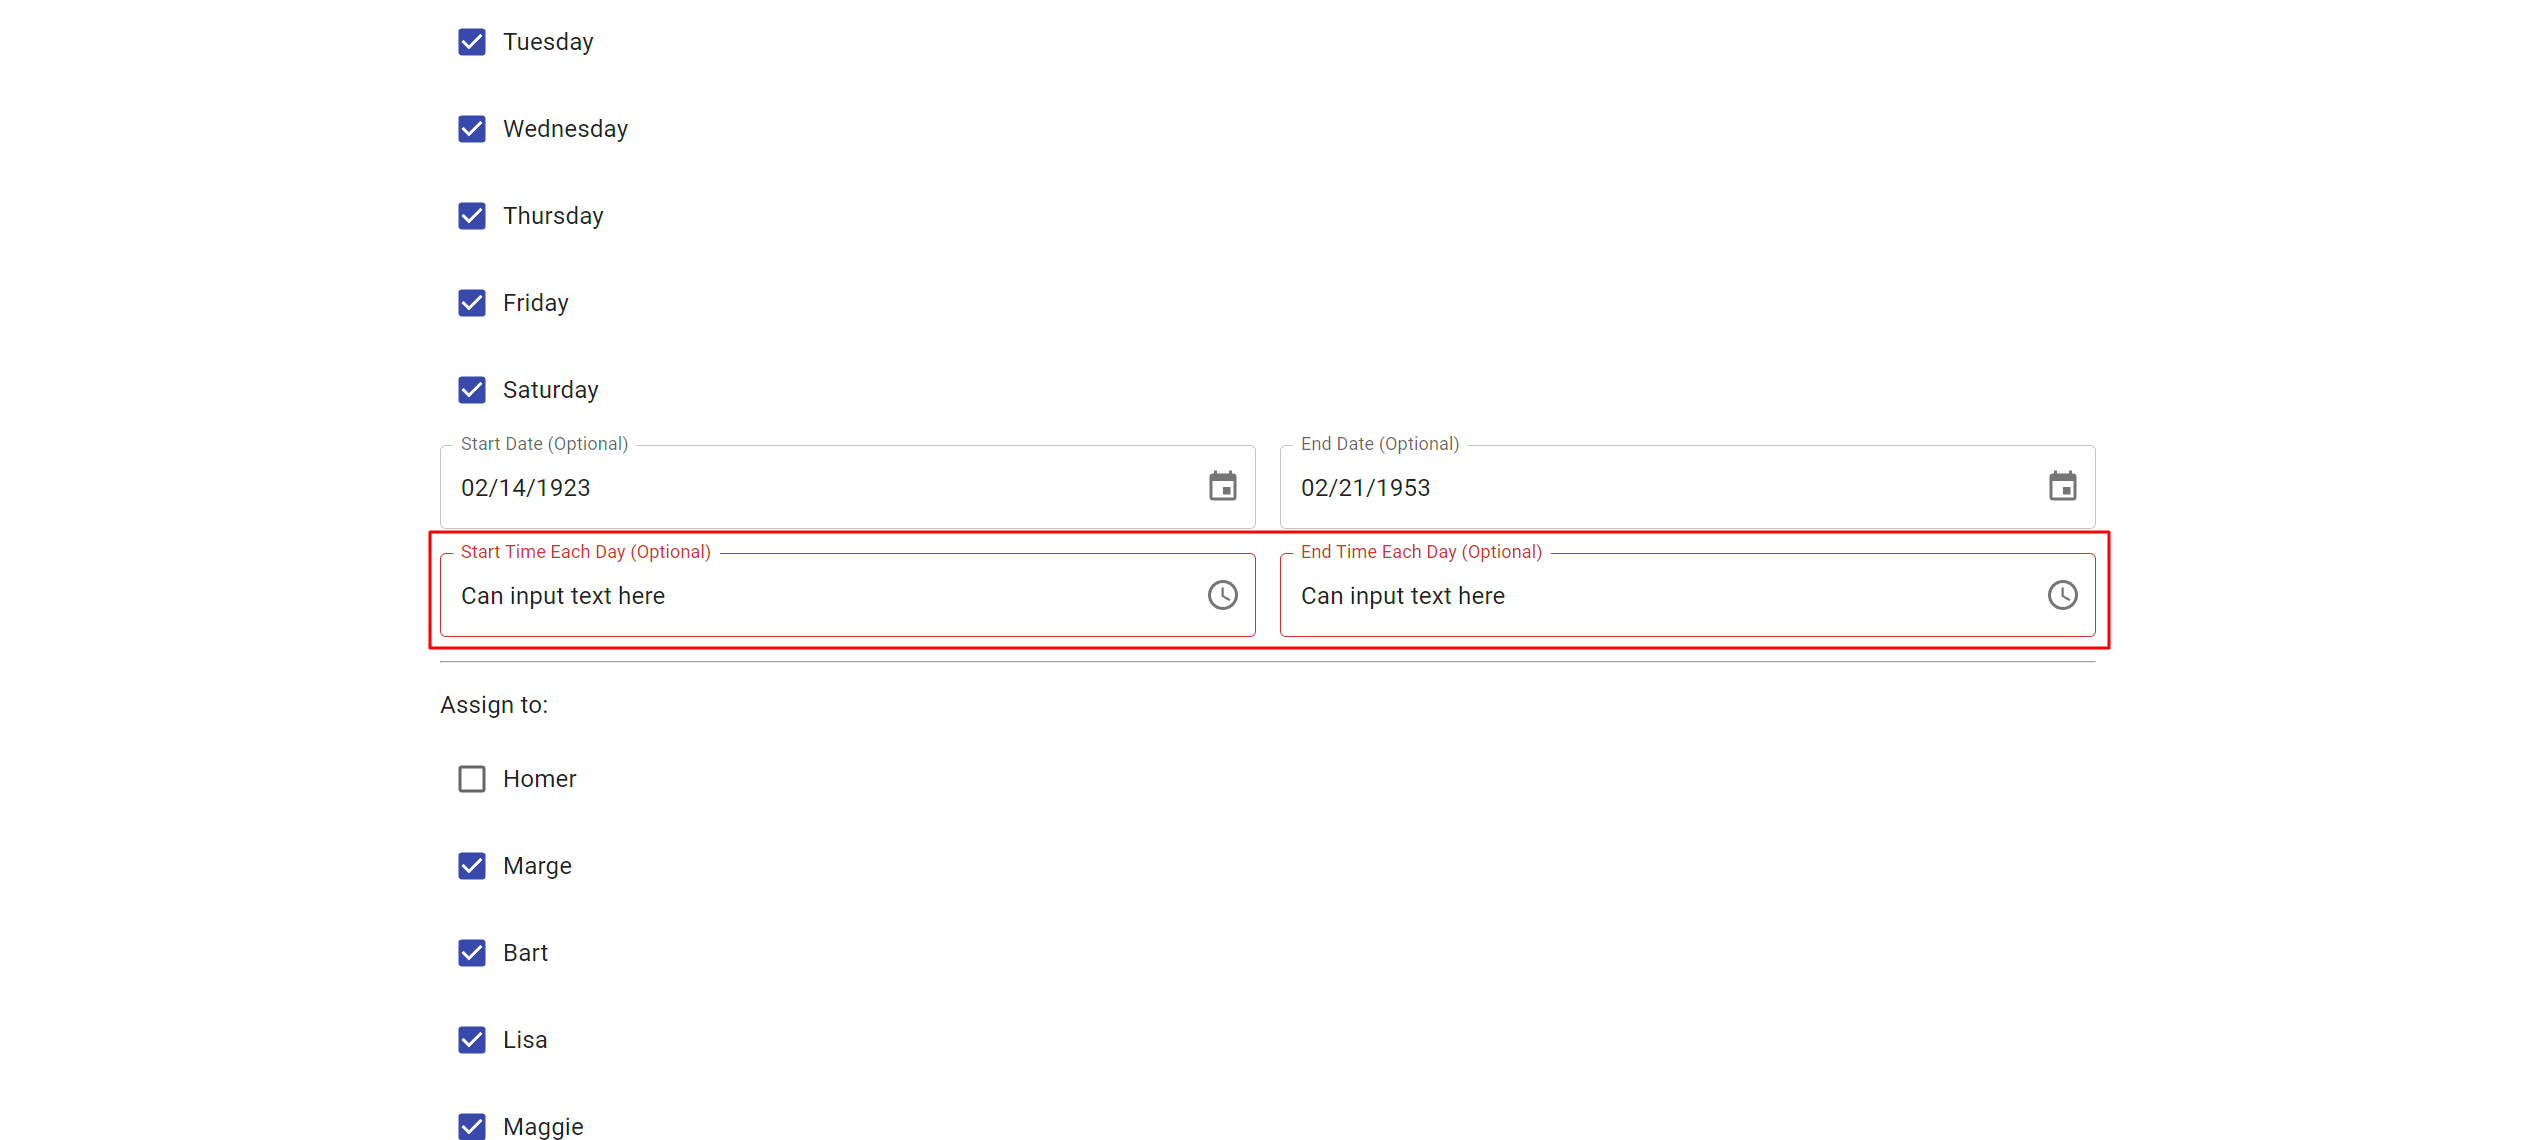 Tuesday
Wednesday
Thursday
Friday
Saturday
Start Date (Optional)
02/14/1923
End Date (Optional)
02/21/1953
Start Time Each Day (Optional)
Can input text here
End Time Each Day (Optional)
Can input text here
Assign to:
Homer
Marge
Bart
Lisa
Maggie